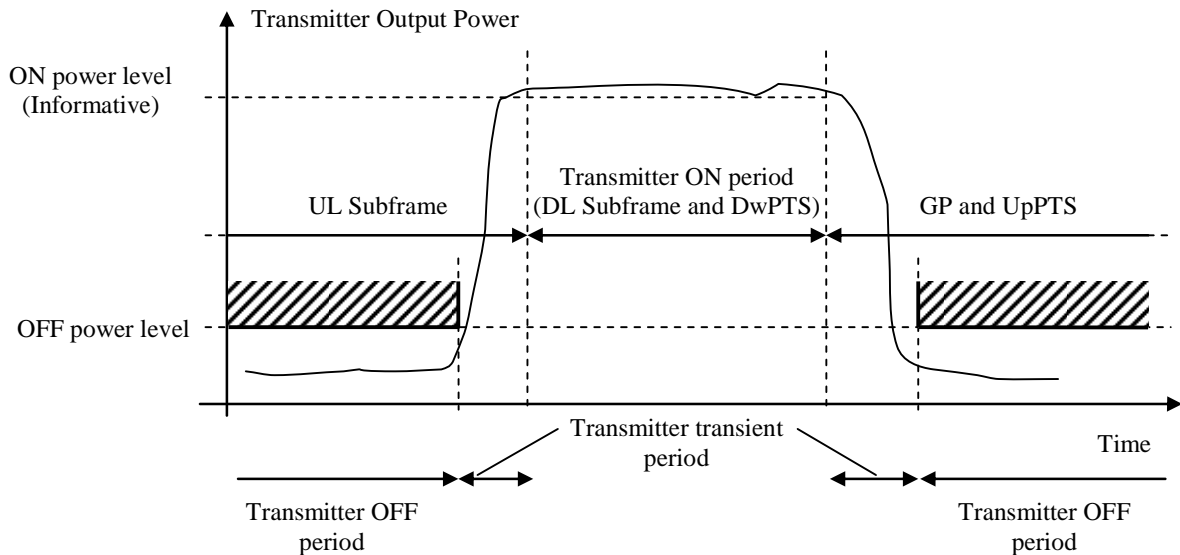 Transmitter Output Power
ON power level
(Informative)
Transmitter ON period
(DL Subframe and DwPTS)
UL Subframe
GP and UpPTS
OFF power level
Transmitter transient
period
Time
Transmitter OFF
period
Transmitter OFF
period